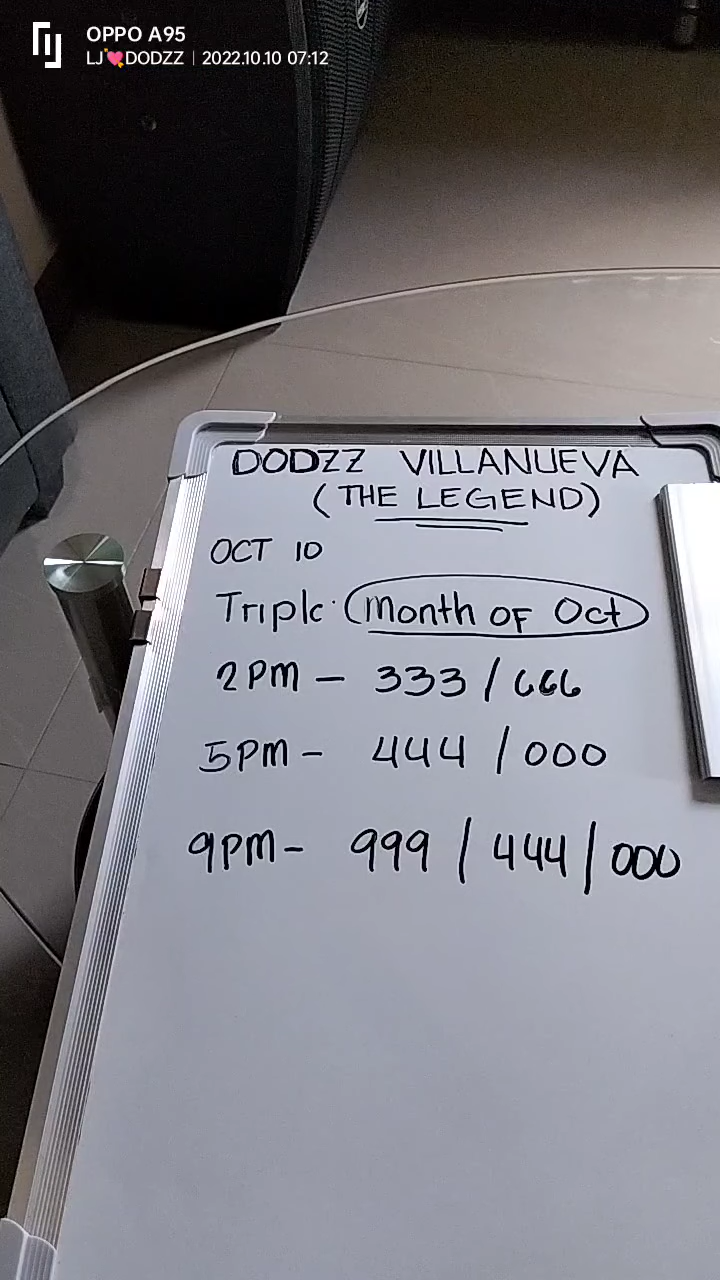 OPPO A95
LJ💘DODZZ | 2022.10.10 07:12
DODZZ VILLANUEVA
(THE LEGEND)
OCT 10
Triple: (Month OF Oct)
2PM – 333 / 666
5PM – 444 / 000
9PM – 999 / 444 / 000